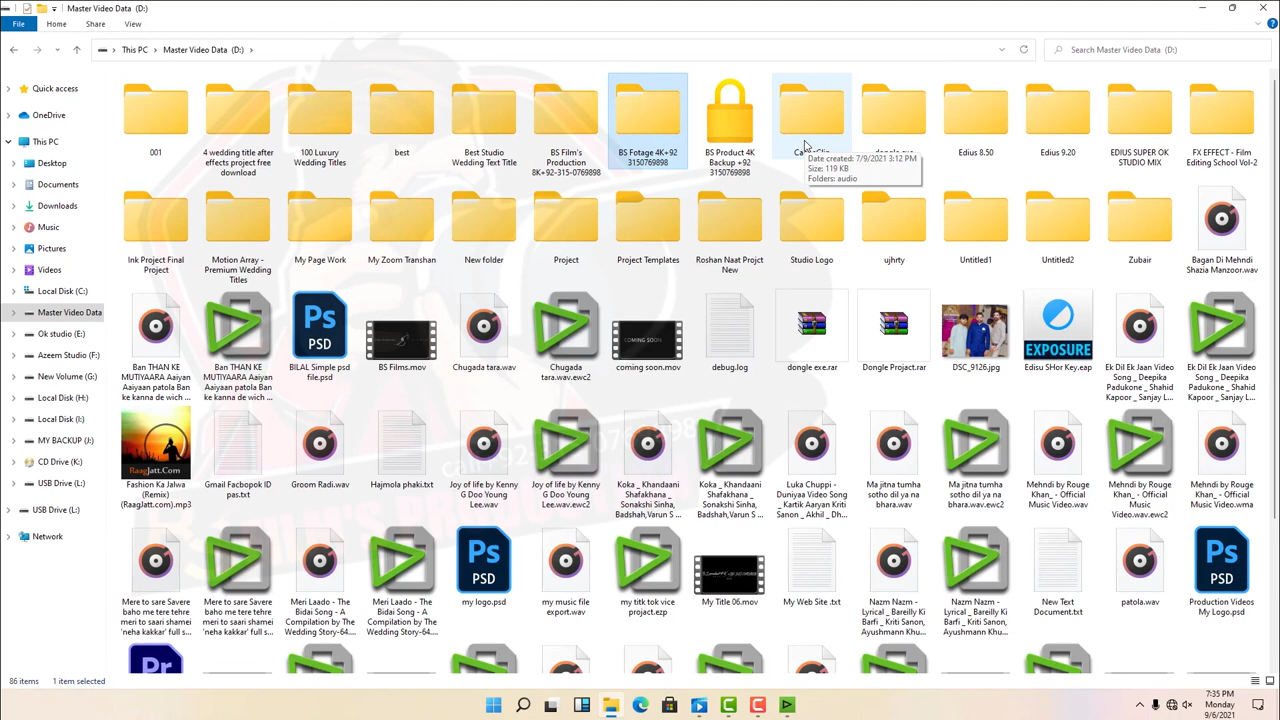 Master Video Data (D:)
File
Home
Share
View
This PC
Master Video Data (D:)
Search Master Video Data (D:)
Quick access
OneDrive
This PC
Desktop
Documents
Downloads
Music
Pictures
Videos
Local Disk (C:)
Master Video Data
Ok studio (E:)
Azeem Studio (F:)
New Volume (G:)
Local Disk (H:)
Local Disk (I:)
MY BACKUP (J:)
CD Drive (K:)
USB Drive (L:)
USB Drive (L:)
Network
001
4 wedding title after
effects project free
download
100 Luxury
Wedding Titles
best
Best Studio
Wedding Text Title
BS Film's
Production
8K+92-315-0769898
BS Fotage 4K+92
3150769898
BS Product 4K
Backup +92
3150769898
Date created: 7/9/2021 3:12 PM
Size: 119 KB
Folders: audio
Edius 8.50
Edius 9.20
EDIUS SUPER OK
STUDIO MIX
FX EFFECT - Film
Editing School Vol-2
Ink Project Final
Project
Motion Array -
Premium Wedding
Titles
My Page Work
My Zoom Transhan
New folder
Project
Project Templates
Roshan Naat Projct
New
Studio Logo
ujhrty
Untitled1
Untitled2
Zubair
Bagan Di Mehndi
Shazia Manzoor.wav
Ban THAN KE
MUTIYAARA Aaiyan
Aaiyaan patola Ban
ke kanna de wich ...
Ban THAN KE
MUTIYAARA Aaiyan
Aaiyaan patola Ban
ke kanna de wich ...
Ps
PSD
BILAL Simple psd
file.psd
BS Films.mov
Chugada tara.wav
Chugada
tara.wav.ewc2
COMING SOON
coming soon.mov
debug.log
dongle exe.rar
Dongle Project.rar
DSC_9126.jpg
EXPOSURE
Edisu SHor Key.eap
Ek Dil Ek Jaan Video
Song _ Deepika
Padukone _ Shahid
Kapoor _ Sanjay L...
Ek Dil Ek Jaan Video
Song _ Deepika
Padukone _ Shahid
Kapoor _ Sanjay L...
RaagJatt.Com
Fashion Ka Jalwa
(Remix)
(RaagJatt.com).mp3
Gmail Facbopok ID
pas.txt
Groom Radi.wav
Hajmola phaki.txt
Joy of life by Kenny
G Doo Young
Lee.wav
Joy of life by Kenny
G Doo Young
Lee.wav.ewc2
Koka _ Khandaani
Shafakhana _
Sonakshi Sinha,
Badshah,Varun S ...
Koka _ Khandaani
Shafakhana _
Sonakshi Sinha,
Badshah,Varun S ...
Luka Chuppi -
Duniyaa Video Song
_ Kartik Aaryan Kriti
Sanon _ Akhil _ Dh...
Ma jitna tumha
sotho dil ya na
bhara.wav
Ma jitna tumha
sotho dil ya na
bhara.wav.ewc2
Mehndi by Rouge
Khan_ - Official
Music Video.wav
Mehndi by Rouge
Khan_ - Official
Music
Video.wav.ewc2
Mehndi by Rouge
Khan_ - Official
Music Video.wma
Mere to sare Savere
baho me tere tehre
meri to saari shamei
'neha kakkar' full s...
Mere to sare Savere
baho me tere tehre
meri to saari shamei
'neha kakkar' full s...
Meri Laado - The
Bidai Song - A
Compilation by The
Wedding Story-64....
Meri Laado - The
Bidai Song - A
Compilation by The
Wedding Story-64....
Ps
PSD
my logo.psd
my music file
export.wav
my titk tok vice
project.ezp
My Title 06.mov
My Web Site .txt
Nazm Nazm -
Lyrical _ Bareilly Ki
Barfi _ Kriti Sanon,
Ayushmann Khu...
Nazm Nazm -
Lyrical _ Bareilly Ki
Barfi _ Kriti Sanon,
Ayushmann Khu...
New Text
Document.txt
patola.wav
Ps
PSD
Production Videos
My Logo.psd
Pr
86 items
1 item selected
7:35 PM
Monday
9/6/2021